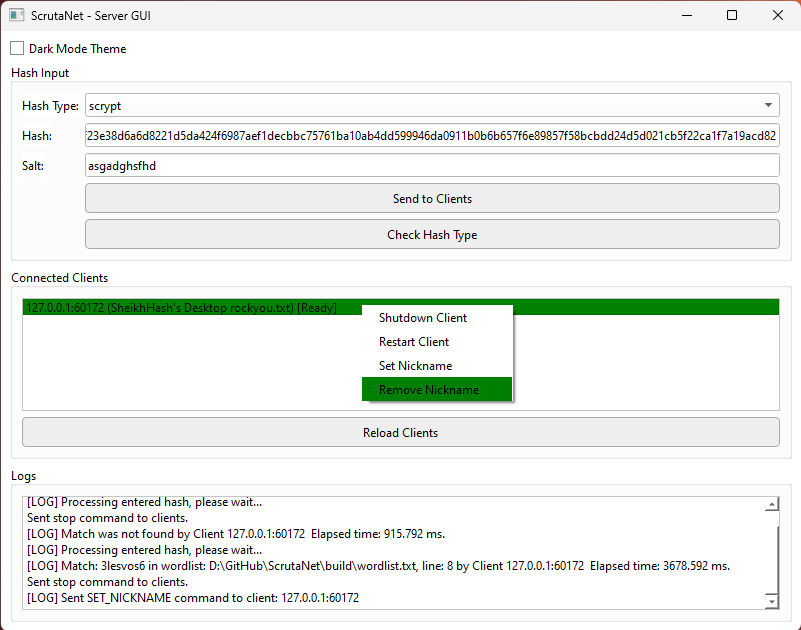 ScrutaNet - Server GUI
Dark Mode Theme
Hash Input
Hash Type: scrypt
Hash: 23e38d6a6d8221d5da424f6987aef1decbbc75761ba10ab4dd599946da0911b0b6b657f6e89857f58bcbdd24d5d021cb5f22ca1f7a19acd82
Salt: asgadghsfhd
Send to Clients
Check Hash Type
Connected Clients
127.0.0.1:60172 (SheikhHash's Desktop rockyou.txt) [Ready]
Shutdown Client
Restart Client
Set Nickname
Remove Nickname
Reload Clients
Logs
[LOG] Processing entered hash, please wait...
Sent stop command to clients.
[LOG] Match was not found by Client 127.0.0.1:60172 Elapsed time: 915.792 ms.
[LOG] Processing entered hash, please wait...
[LOG] Match: 3lesvos6 in wordlist: D:\GitHub\ScrutaNet\build\wordlist.txt, line: 8 by Client 127.0.0.1:60172 Elapsed time: 3678.592 ms.
Sent stop command to clients.
[LOG] Sent SET_NICKNAME command to client: 127.0.0.1:60172